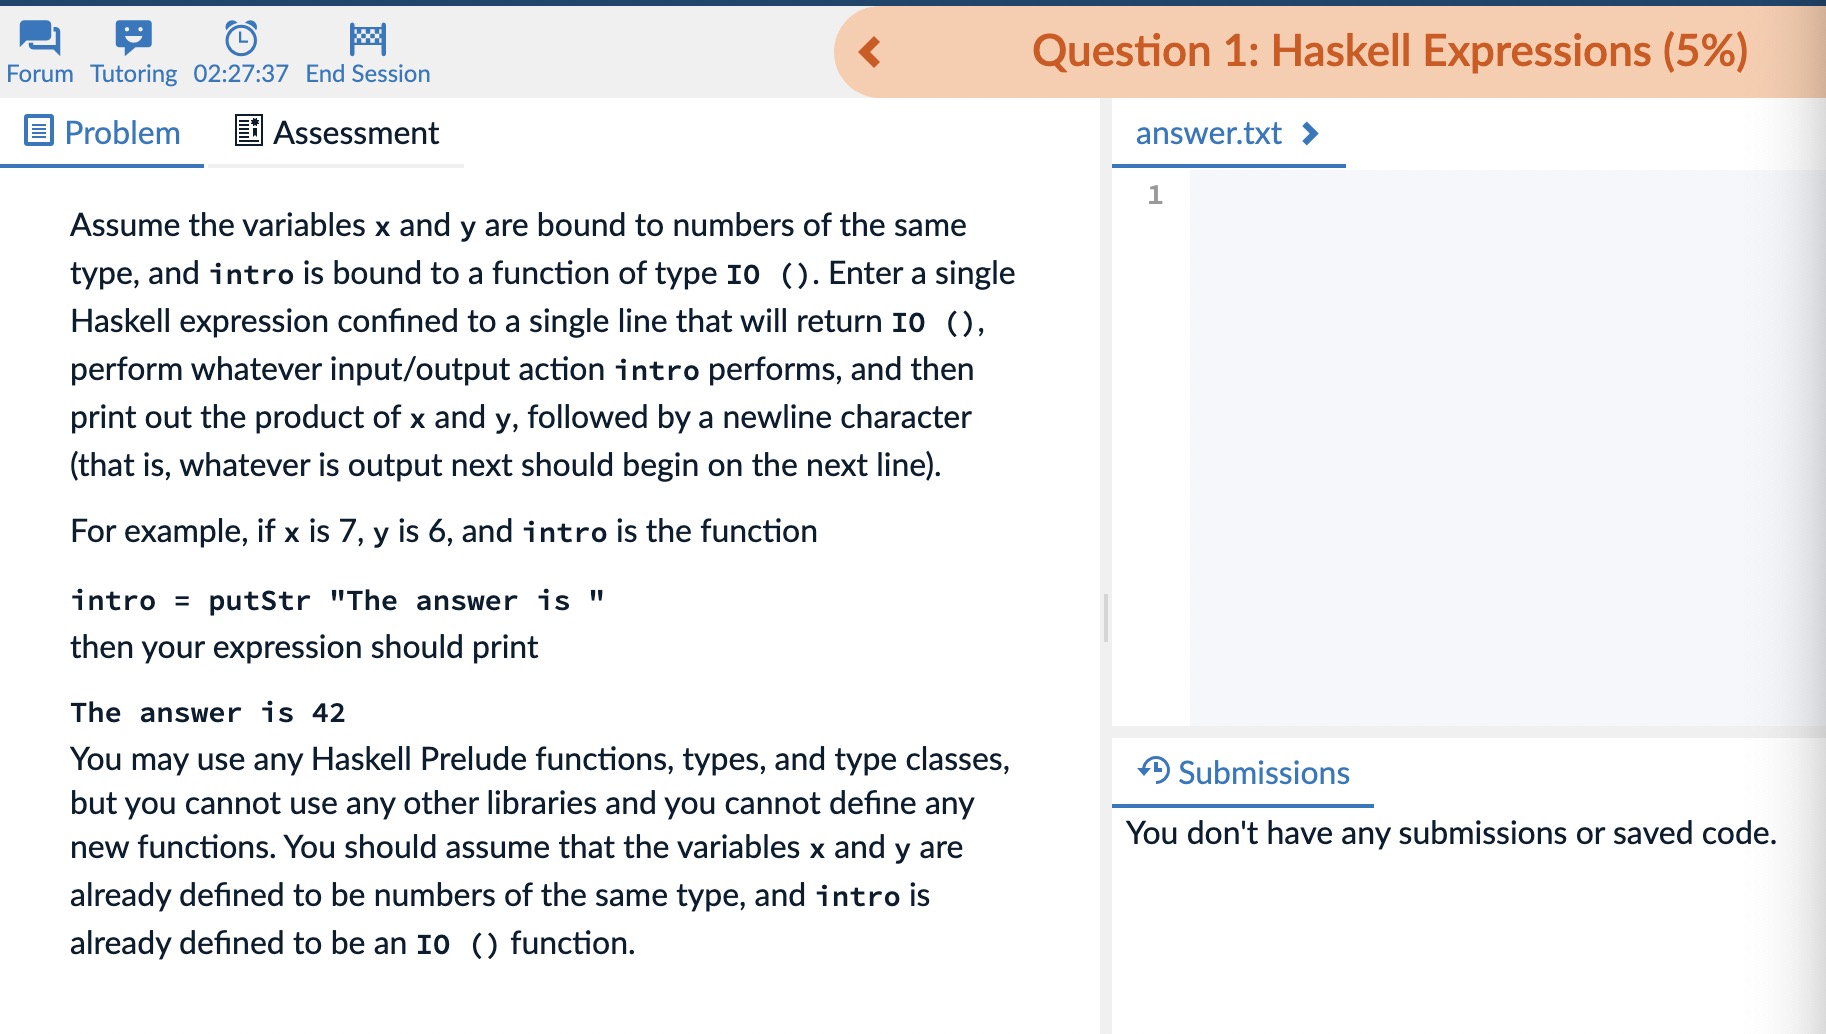 Forum Tutoring 02:27:37 End Session
Question 1: Haskell Expressions (5%)
Problem Assessment
Assume the variables x and y are bound to numbers of the same
type, and intro is bound to a function of type IO (). Enter a single
Haskell expression confined to a single line that will return IO (),
perform whatever input/output action intro performs, and then
print out the product of x and y, followed by a newline character
(that is, whatever is output next should begin on the next line).
For example, if x is 7, y is 6, and intro is the function
intro = putStr "The answer is "
then your expression should print
The answer is 42
You may use any Haskell Prelude functions, types, and type classes,
but you cannot use any other libraries and you cannot define any
new functions. You should assume that the variables x and y are
already defined to be numbers of the same type, and intro is
already defined to be an IO () function.
answer.txt
1
Submissions
You don't have any submissions or saved code.